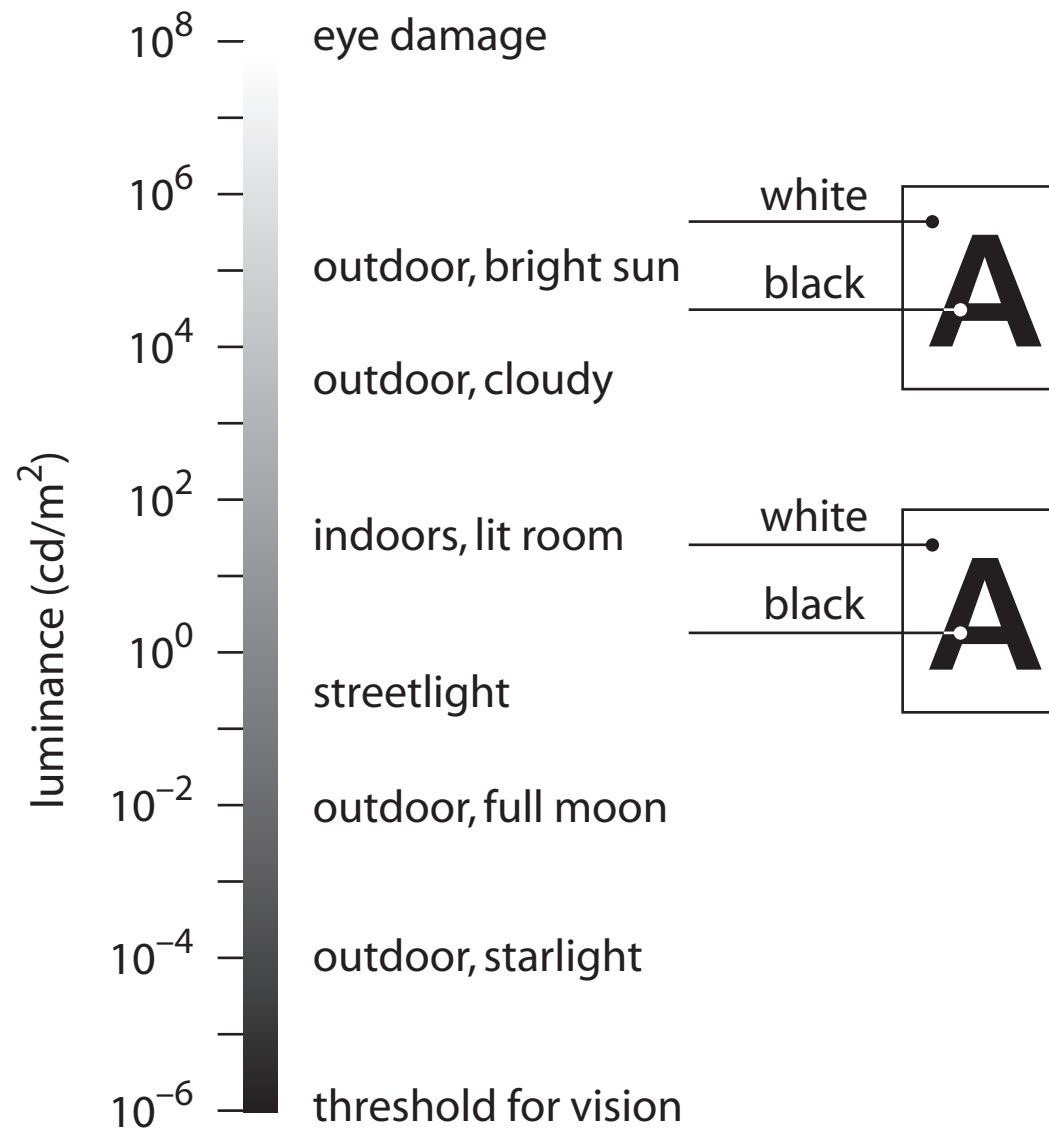 10⁸ eye damage
10⁶
white
outdoor, bright sun
black
A
10⁴
outdoor, cloudy
luminance (cd/m²)
10² 
white
indoors, lit room
black
A
10⁰
streetlight
10⁻² outdoor, full moon
10⁻⁴ outdoor, starlight
10⁻⁶ threshold for vision